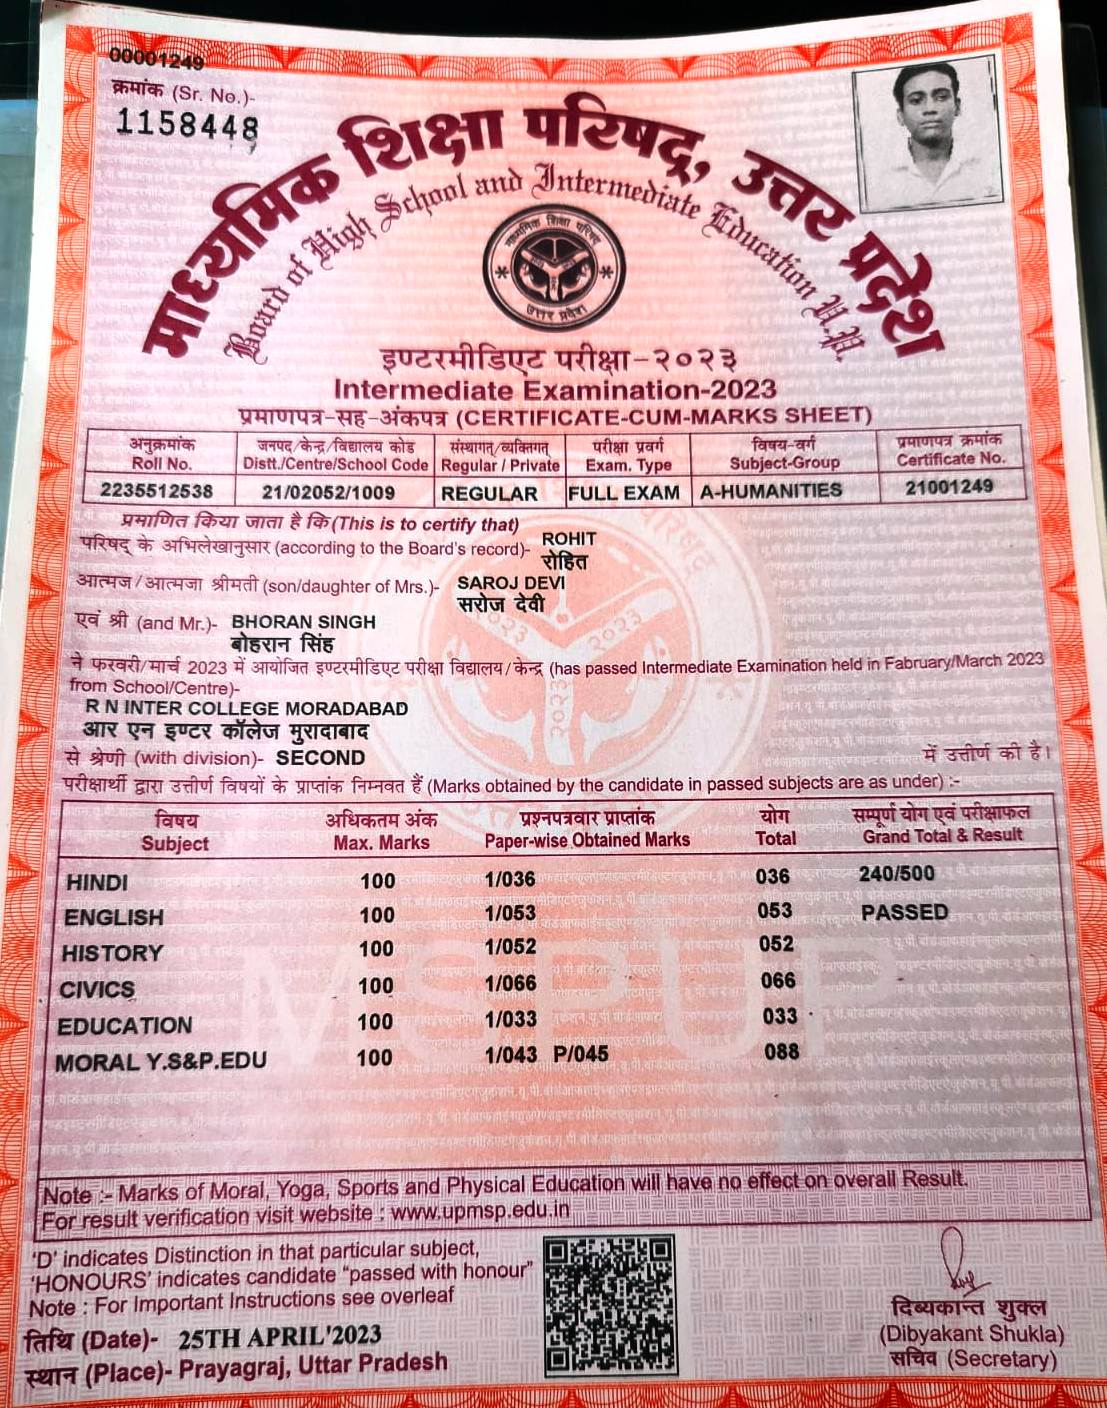 00001249
क्रमांक (Sr. No.)-
1158448
माध्यमिक शिक्षा परिषद्, उत्तर प्रदेश
Board of High School and Intermediate Education U.P.
माध्यमिक शिक्षा परिषद
उत्तर प्रदेश
इण्टरमीडिएट परीक्षा-२०२३
Intermediate Examination-2023
प्रमाणपत्र-सह-अंकपत्र (CERTIFICATE-CUM-MARKS SHEET)
अनुक्रमांक जनपद/केन्द्र/विद्यालय कोड संस्थागत्/व्यक्तिगत् परीक्षा प्रवर्ग विषय-वर्ग प्रमाणपत्र क्रमांक
Roll No. Distt./Centre/School Code Regular / Private Exam. Type Subject-Group Certificate No.
2235512538 21/02052/1009 REGULAR FULL EXAM A-HUMANITIES 21001249
प्रमाणित किया जाता है कि (This is to certify that)
परिषद् के अभिलेखानुसार (according to the Board's record)- ROHIT
रोहित
आत्मज/आत्मजा श्रीमती (son/daughter of Mrs.)- SAROJ DEVI
सरोज देवी
एवं श्री (and Mr.)- BHORAN SINGH
बोहरान सिंह
ने फरवरी/मार्च 2023 में आयोजित इण्टरमीडिएट परीक्षा विद्यालय/केन्द्र (has passed Intermediate Examination held in Fabruary/March 2023
from School/Centre)-
R N INTER COLLEGE MORADABAD
आर एन इण्टर कॉलेज मुरादाबाद
से श्रेणी (with division)- SECOND में उत्तीर्ण की है।
परीक्षार्थी द्वारा उत्तीर्ण विषयों के प्राप्तांक निम्नवत हैं (Marks obtained by the candidate in passed subjects are as under) :-
विषय अधिकतम अंक प्रश्नपत्रवार प्राप्तांक योग सम्पूर्ण योग एवं परीक्षाफल
Subject Max. Marks Paper-wise Obtained Marks Total Grand Total & Result
HINDI 100 1/036 036 240/500
ENGLISH 100 1/053 053 PASSED
HISTORY 100 1/052 052
CIVICS 100 1/066 066
EDUCATION 100 1/033 033
MORAL Y.S&P.EDU 100 1/043 P/045 088
MSPUP
Note :- Marks of Moral, Yoga, Sports and Physical Education will have no effect on overall Result.
For result verification visit website : www.upmsp.edu.in
'D' indicates Distinction in that particular subject,
'HONOURS' indicates candidate "passed with honour"
Note : For Important Instructions see overleaf
तिथि (Date)- 25TH APRIL'2023
स्थान (Place)- Prayagraj, Uttar Pradesh
दिब्यकान्त शुक्ल
(Dibyakant Shukla)
सचिव (Secretary)